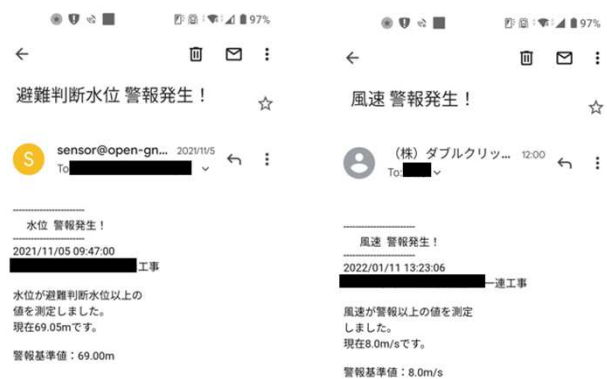 97%
避難判断水位 警報発生！
S
sensor@open-gn... 2021/11/5
To
-----------------------
水位 警報発生！
-----------------------
2021/11/05 09:47:00
工事
水位が避難判断水位以上の
値を測定しました。
現在69.05mです。
警報基準値：69.00m
97%
風速 警報発生！
（株）ダブルクリッ... 12:00
To:
-----------------------
風速 警報発生！
-----------------------
2022/01/11 13:23:06
一連工事
風速が警報以上の値を測定
しました。
現在8.0m/sです。
警報基準値：8.0m/s